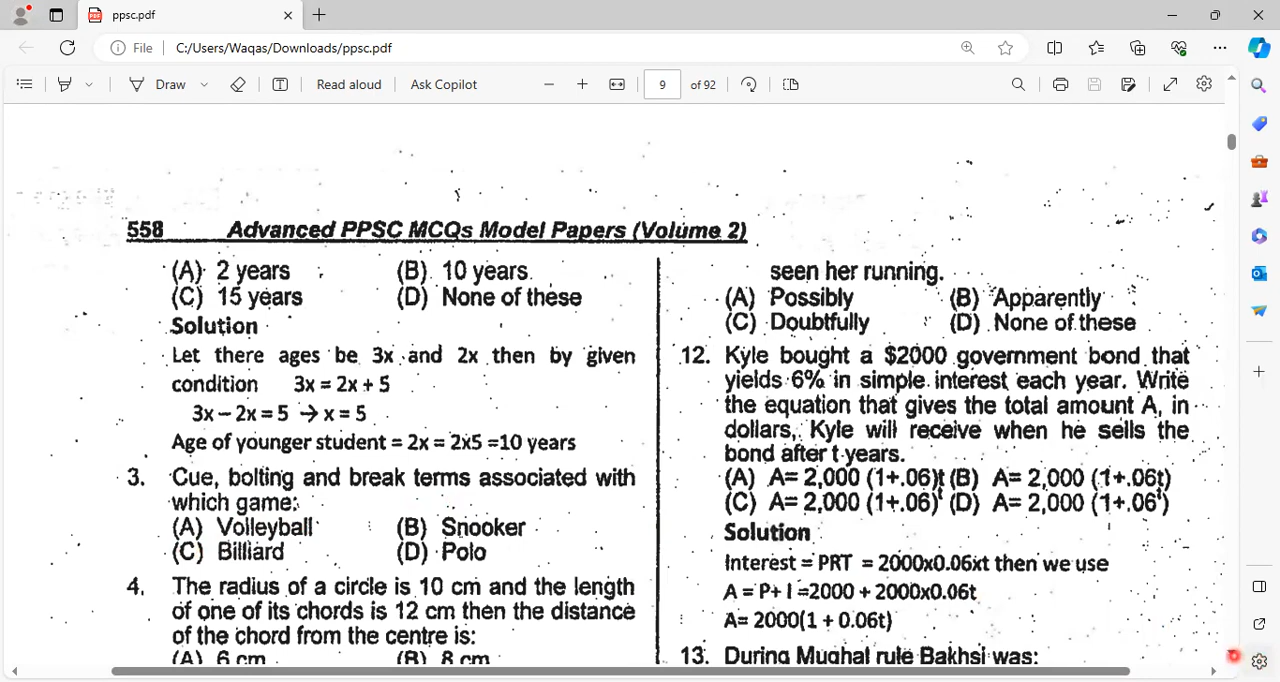 ppsc.pdf
File C:/Users/Waqas/Downloads/ppsc.pdf
Draw Read aloud Ask Copilot 9 of 92
558 Advanced PPSC MCQs Model Papers (Volume 2)
(A) 2 years (B) 10 years
(C) 15 years (D) None of these
Solution
Let there ages be 3x and 2x then by given
condition 3x = 2x + 5
3x – 2x = 5 → x = 5
Age of younger student = 2x = 2x5 =10 years
3. Cue, bolting and break terms associated with
which game:
(A) Volleyball (B) Snooker
(C) Billiard (D) Polo
4. The radius of a circle is 10 cm and the length
of one of its chords is 12 cm then the distance
of the chord from the centre is:
(A) 6 cm (B) 8 cm
seen her running.
(A) Possibly (B) Apparently
(C) Doubtfully (D) None of these
12. Kyle bought a $2000 government bond that
yields 6% in simple interest each year. Write
the equation that gives the total amount A, in
dollars, Kyle will receive when he sells the
bond after t years.
(A) A= 2,000 (1+.06)t (B) A= 2,000 (1+.06t)
(C) A= 2,000 (1+.06)^t (D) A= 2,000 (1+.06^t)
Solution
Interest = PRT = 2000x0.06xt then we use
A = P+ I =2000 + 2000x0.06t
A= 2000(1 + 0.06t)
13. During Mughal rule Bakhsi was: